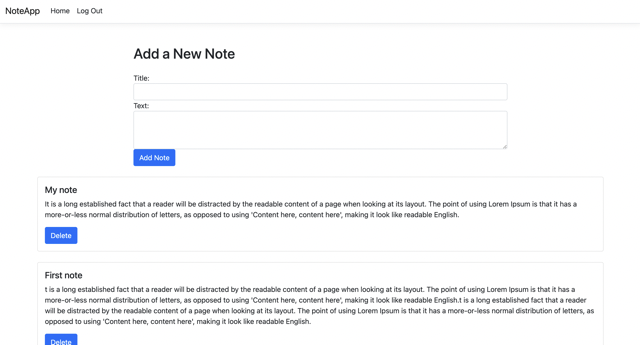 NoteApp Home Log Out
Add a New Note
Title:
Text:
Add Note
My note
It is a long established fact that a reader will be distracted by the readable content of a page when looking at its layout. The point of using Lorem Ipsum is that it has a
more-or-less normal distribution of letters, as opposed to using 'Content here, content here', making it look like readable English.
Delete
First note
t is a long established fact that a reader will be distracted by the readable content of a page when looking at its layout. The point of using Lorem Ipsum is that it has a
more-or-less normal distribution of letters, as opposed to using 'Content here, content here', making it look like readable English.t is a long established fact that a reader
will be distracted by the readable content of a page when looking at its layout. The point of using Lorem Ipsum is that it has a more-or-less normal distribution of letters, as
opposed to using 'Content here, content here', making it look like readable English.
Delete